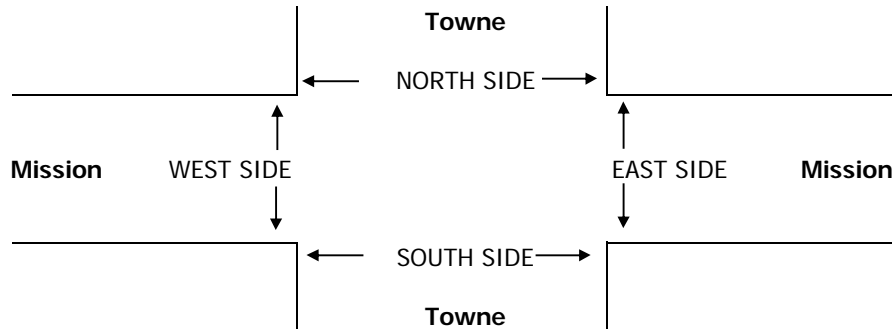 Towne
NORTH SIDE
Mission WEST SIDE EAST SIDE Mission
SOUTH SIDE
Towne